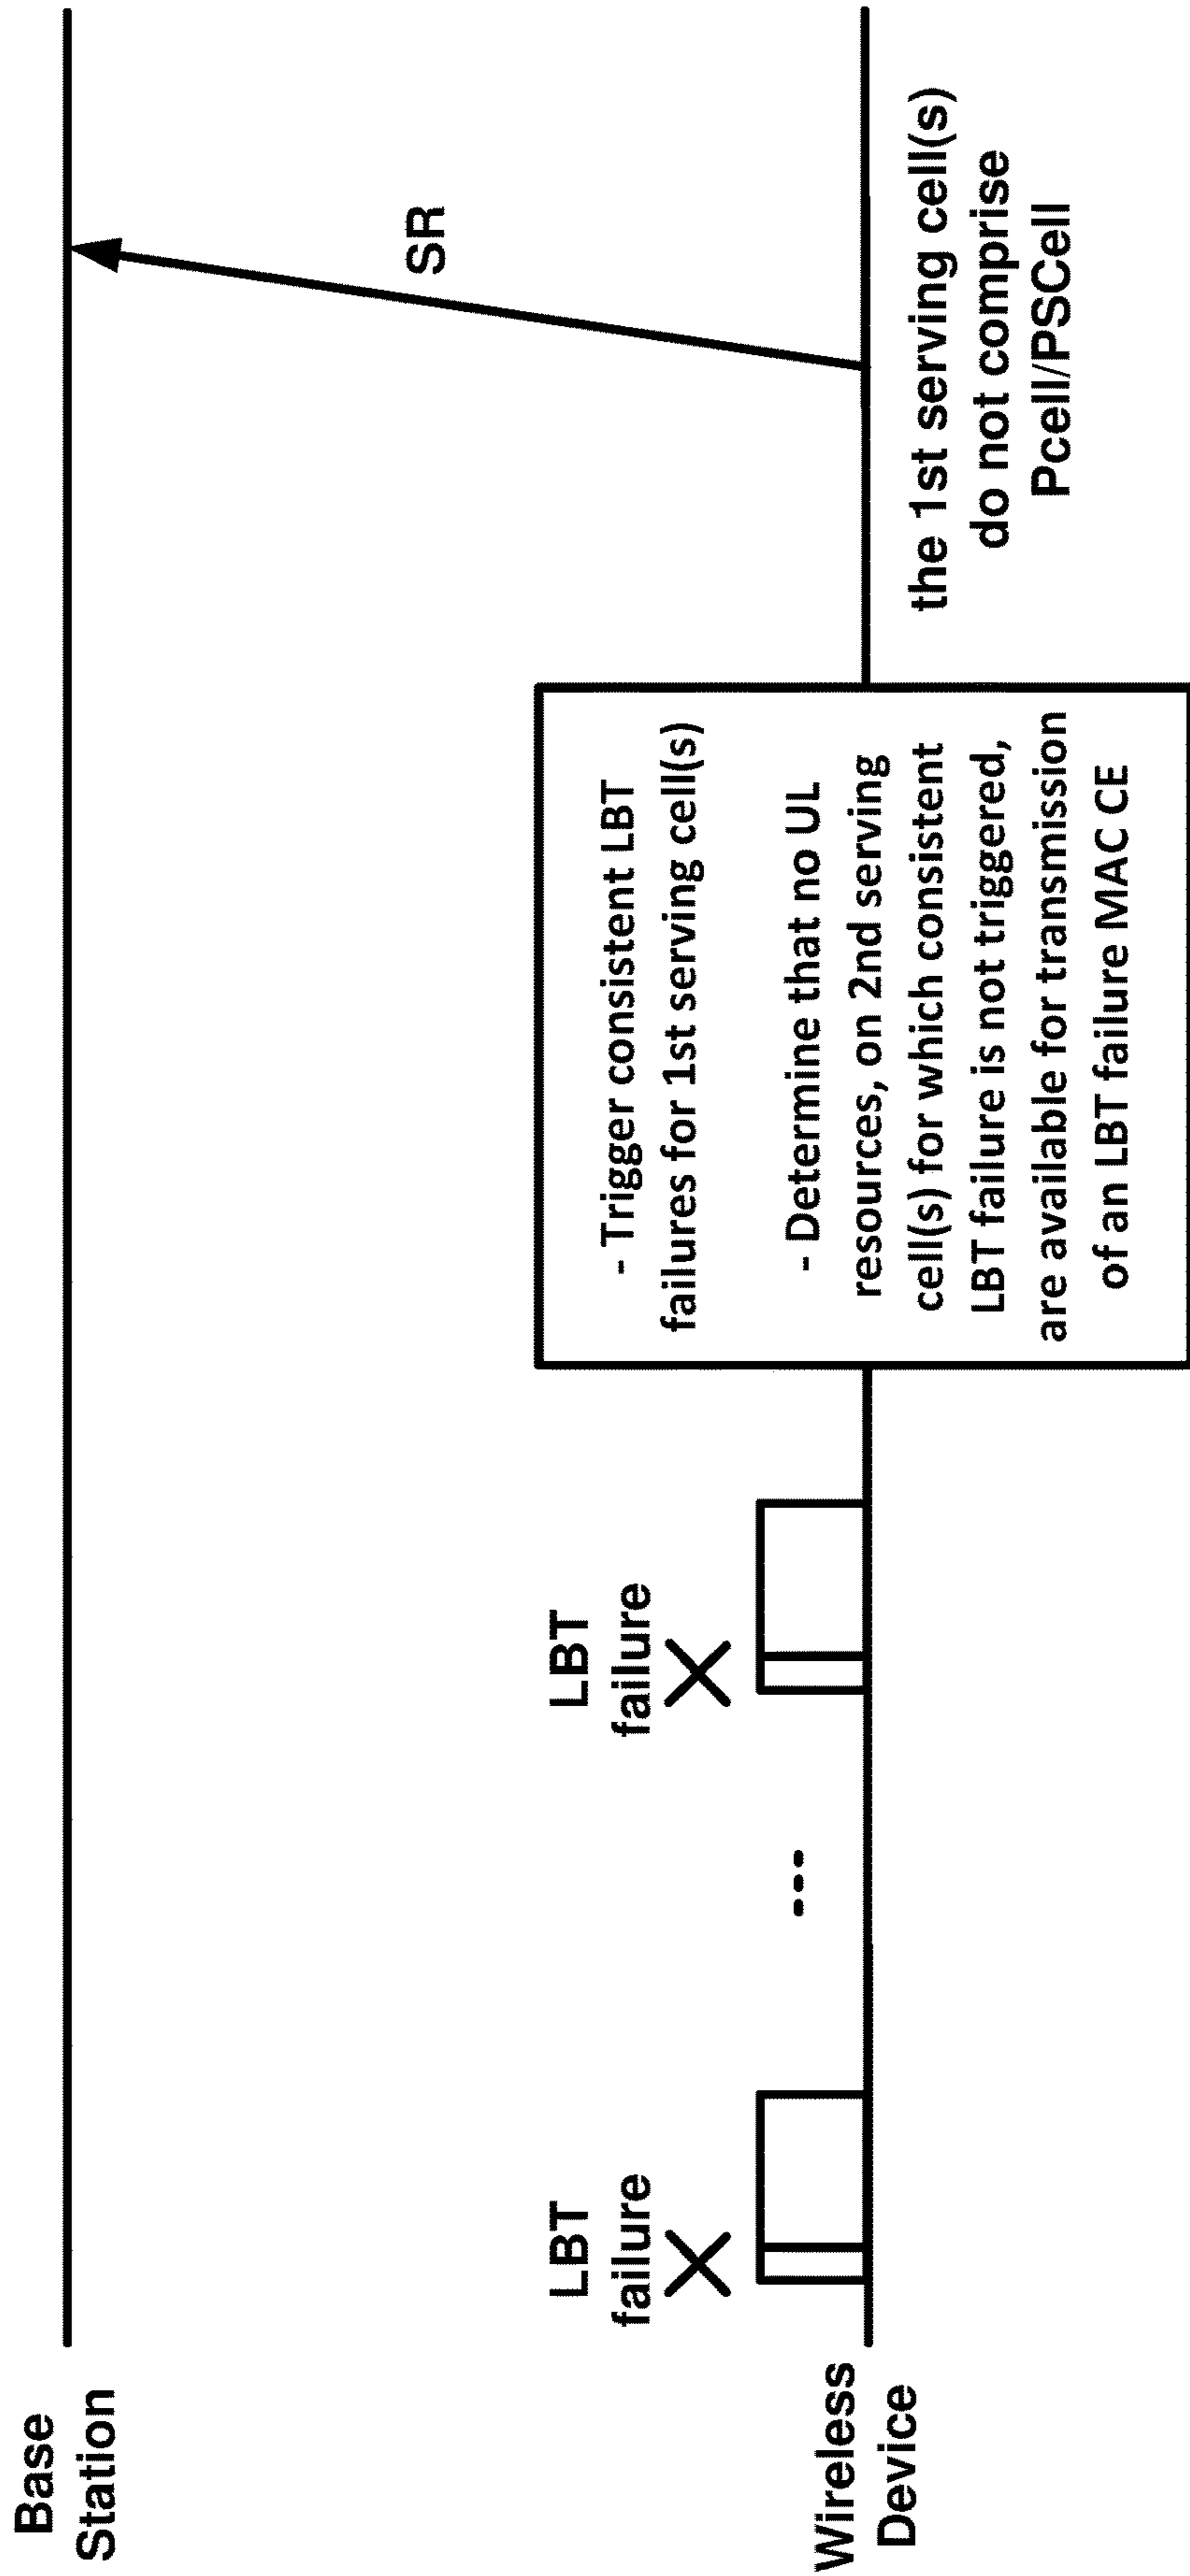 Base
Station
SR
LBT
failure
...
LBT
failure
- Trigger consistent LBT
failures for 1st serving cell(s)
- Determine that no UL
resources, on 2nd serving
cell(s) for which consistent
LBT failure is not triggered,
are available for transmission
of an LBT failure MAC CE
Wireless
Device
the 1st serving cell(s)
do not comprise
Pcell/PSCell